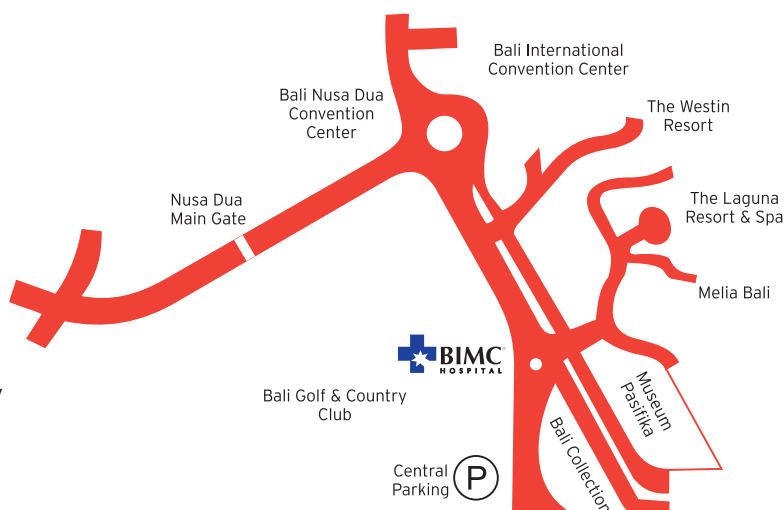 Bali International
Convention Center
Bali Nusa Dua
Convention
Center
The Westin
Resort
Nusa Dua
Main Gate
The Laguna
Resort & Spa
Melia Bali
BIMC®
HOSPITAL
Bali Golf & Country
Club
Museum
Pasifika
Bali Collection
Central
Parking
P